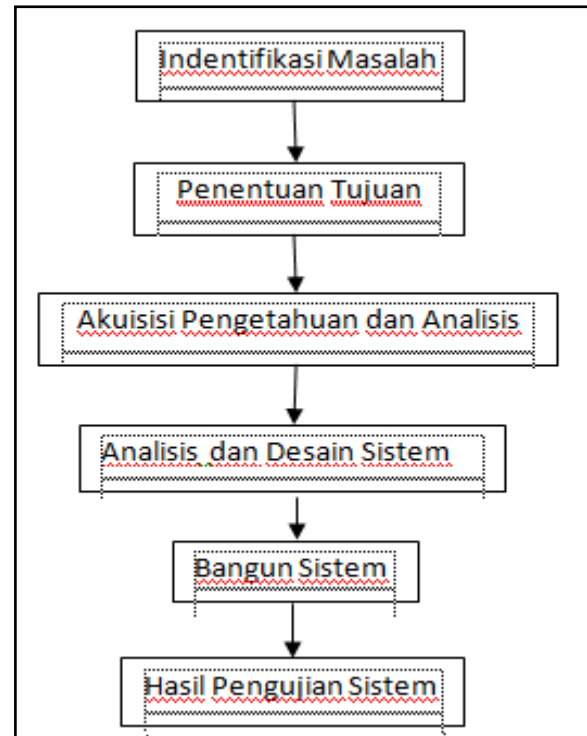 Indentifikasi Masalah
Penentuan Tujuan
Akuisisi Pengetahuan dan Analisis
Analisis dan Desain Sistem
Bangun Sistem
Hasil Pengujian Sistem